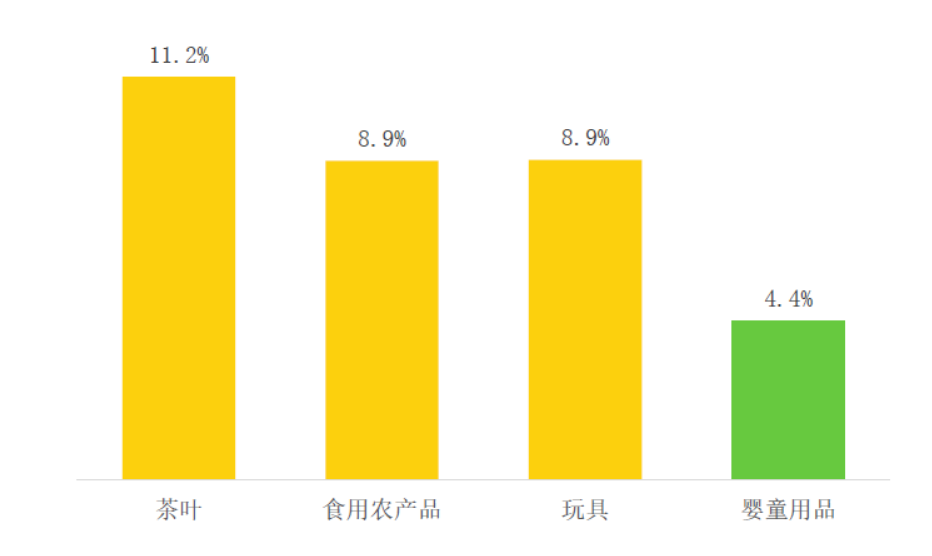 11.2%
8.9%
8.9%
4.4%
茶叶
食用农产品
玩具
婴童用品